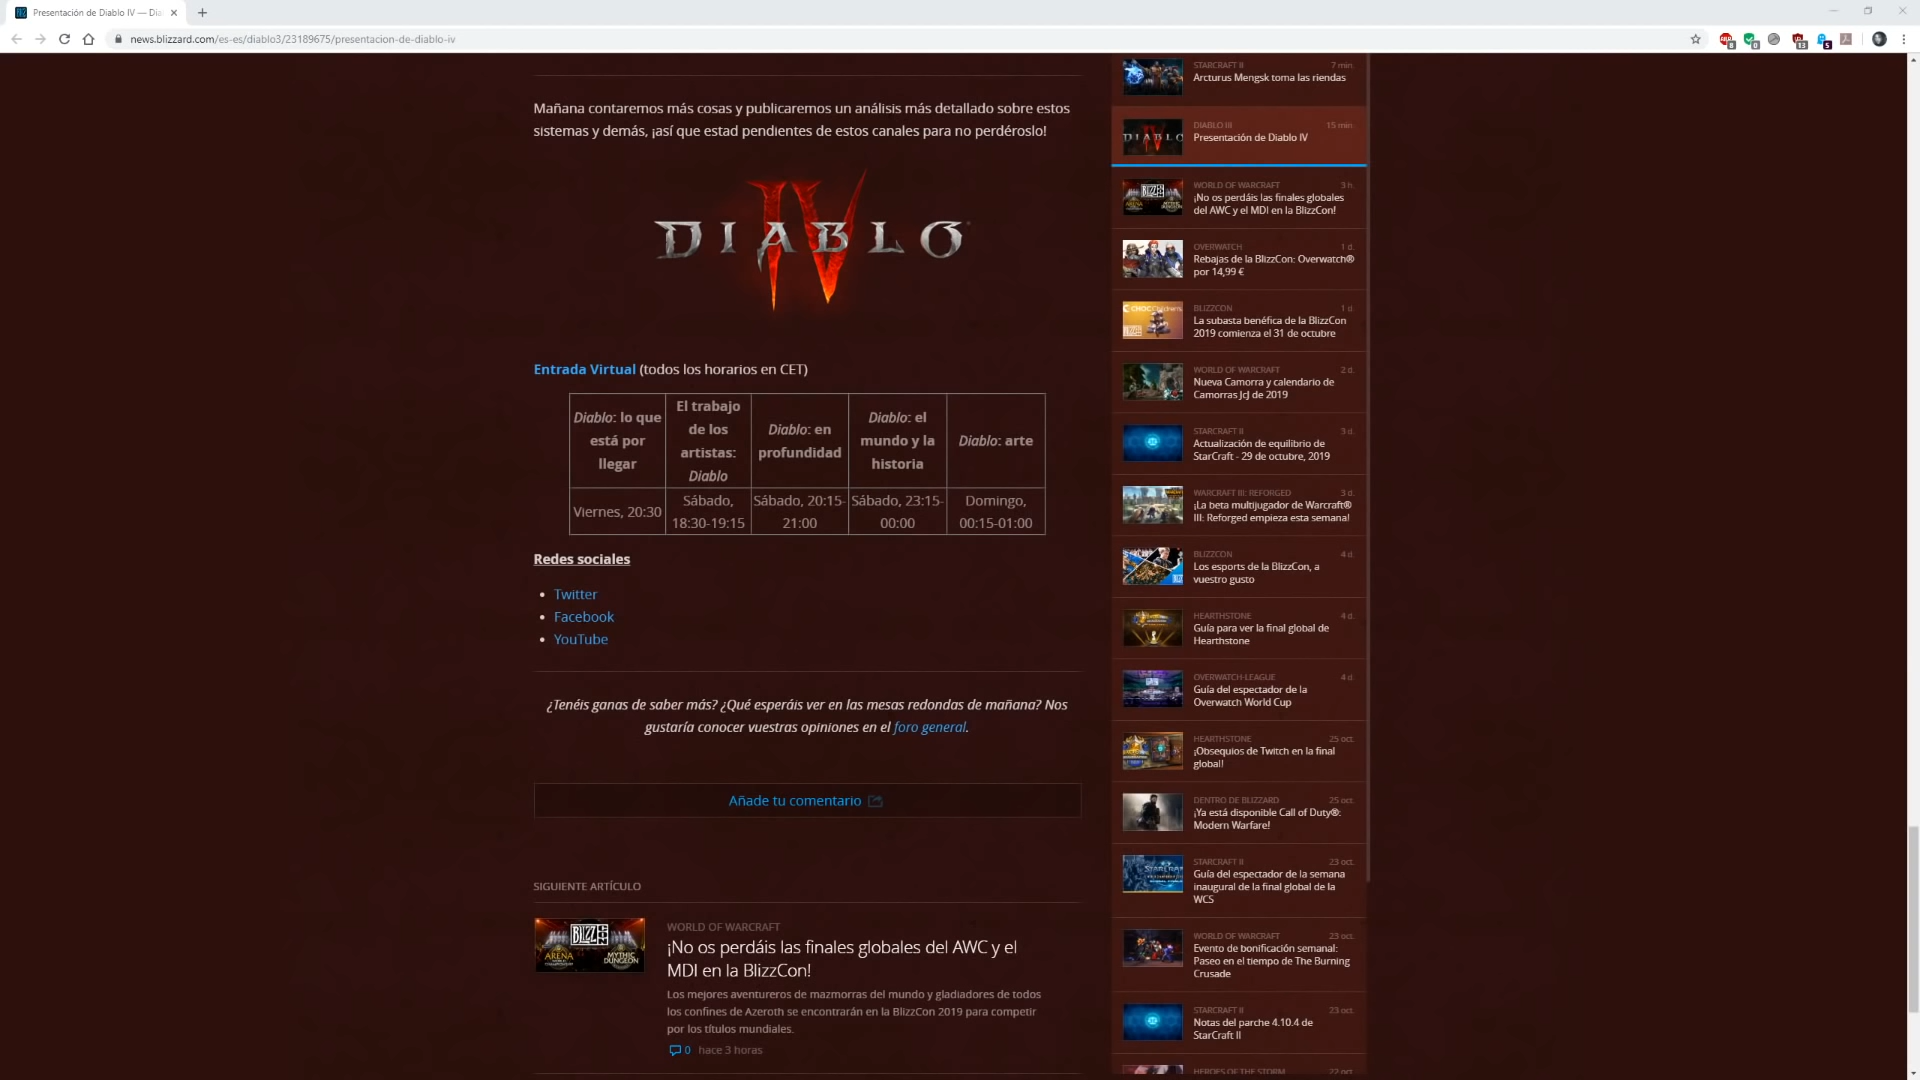 Presentación de Diablo IV — Dia
news.blizzard.com/es-es/diablo3/23189675/presentacion-de-diablo-iv
8
0
13
5
Mañana contaremos más cosas y publicaremos un análisis más detallado sobre estos
sistemas y demás, ¡así que estad pendientes de estos canales para no perdéroslo!
DIABLO
IV
Entrada Virtual (todos los horarios en CET)
Diablo: lo que
está por
llegar
El trabajo
de los
artistas:
Diablo
Diablo: en
profundidad
Diablo: el
mundo y la
historia
Diablo: arte
Viernes, 20:30
Sábado,
18:30-19:15
Sábado, 20:15-
21:00
Sábado, 23:15-
00:00
Domingo,
00:15-01:00
Redes sociales
Twitter
Facebook
YouTube
¿Tenéis ganas de saber más? ¿Qué esperáis ver en las mesas redondas de mañana? Nos
gustaría conocer vuestras opiniones en el foro general.
Añade tu comentario
SIGUIENTE ARTÍCULO
BLIZZ
ARENA
MYTHIC
DUNGEON
WORLD OF WARCRAFT
¡No os perdáis las finales globales del AWC y el
MDI en la BlizzCon!
Los mejores aventureros de mazmorras del mundo y gladiadores de todos
los confines de Azeroth se encontrarán en la BlizzCon 2019 para competir
por los títulos mundiales.
0 hace 3 horas
STARCRAFT II 7 min.
Arcturus Mengsk toma las riendas
DIABLO III 15 min.
Presentación de Diablo IV
WORLD OF WARCRAFT 3 h.
¡No os perdáis las finales globales
del AWC y el MDI en la BlizzCon!
OVERWATCH 1 d.
Rebajas de la BlizzCon: Overwatch®
por 14,99 €
BLIZZCON 1 d.
La subasta benéfica de la BlizzCon
2019 comienza el 31 de octubre
WORLD OF WARCRAFT 2 d.
Nueva Camorra y calendario de
Camorras JcJ de 2019
STARCRAFT II 3 d.
Actualización de equilibrio de
StarCraft - 29 de octubre, 2019
WARCRAFT III: REFORGED 3 d.
¡La beta multijugador de Warcraft®
III: Reforged empieza esta semana!
BLIZZCON 4 d.
Los esports de la BlizzCon, a
vuestro gusto
HEARTHSTONE 4 d.
Guía para ver la final global de
Hearthstone
OVERWATCH LEAGUE 4 d.
Guía del espectador de la
Overwatch World Cup
HEARTHSTONE 25 oct.
¡Obsequios de Twitch en la final
global!
DENTRO DE BLIZZARD 25 oct.
¡Ya está disponible Call of Duty®:
Modern Warfare!
STARCRAFT II 23 oct.
Guía del espectador de la semana
inaugural de la final global de la
WCS
WORLD OF WARCRAFT 23 oct.
Evento de bonificación semanal:
Paseo en el tiempo de The Burning
Crusade
STARCRAFT II 23 oct.
Notas del parche 4.10.4 de
StarCraft II
HEROES OF THE STORM 22 oct.